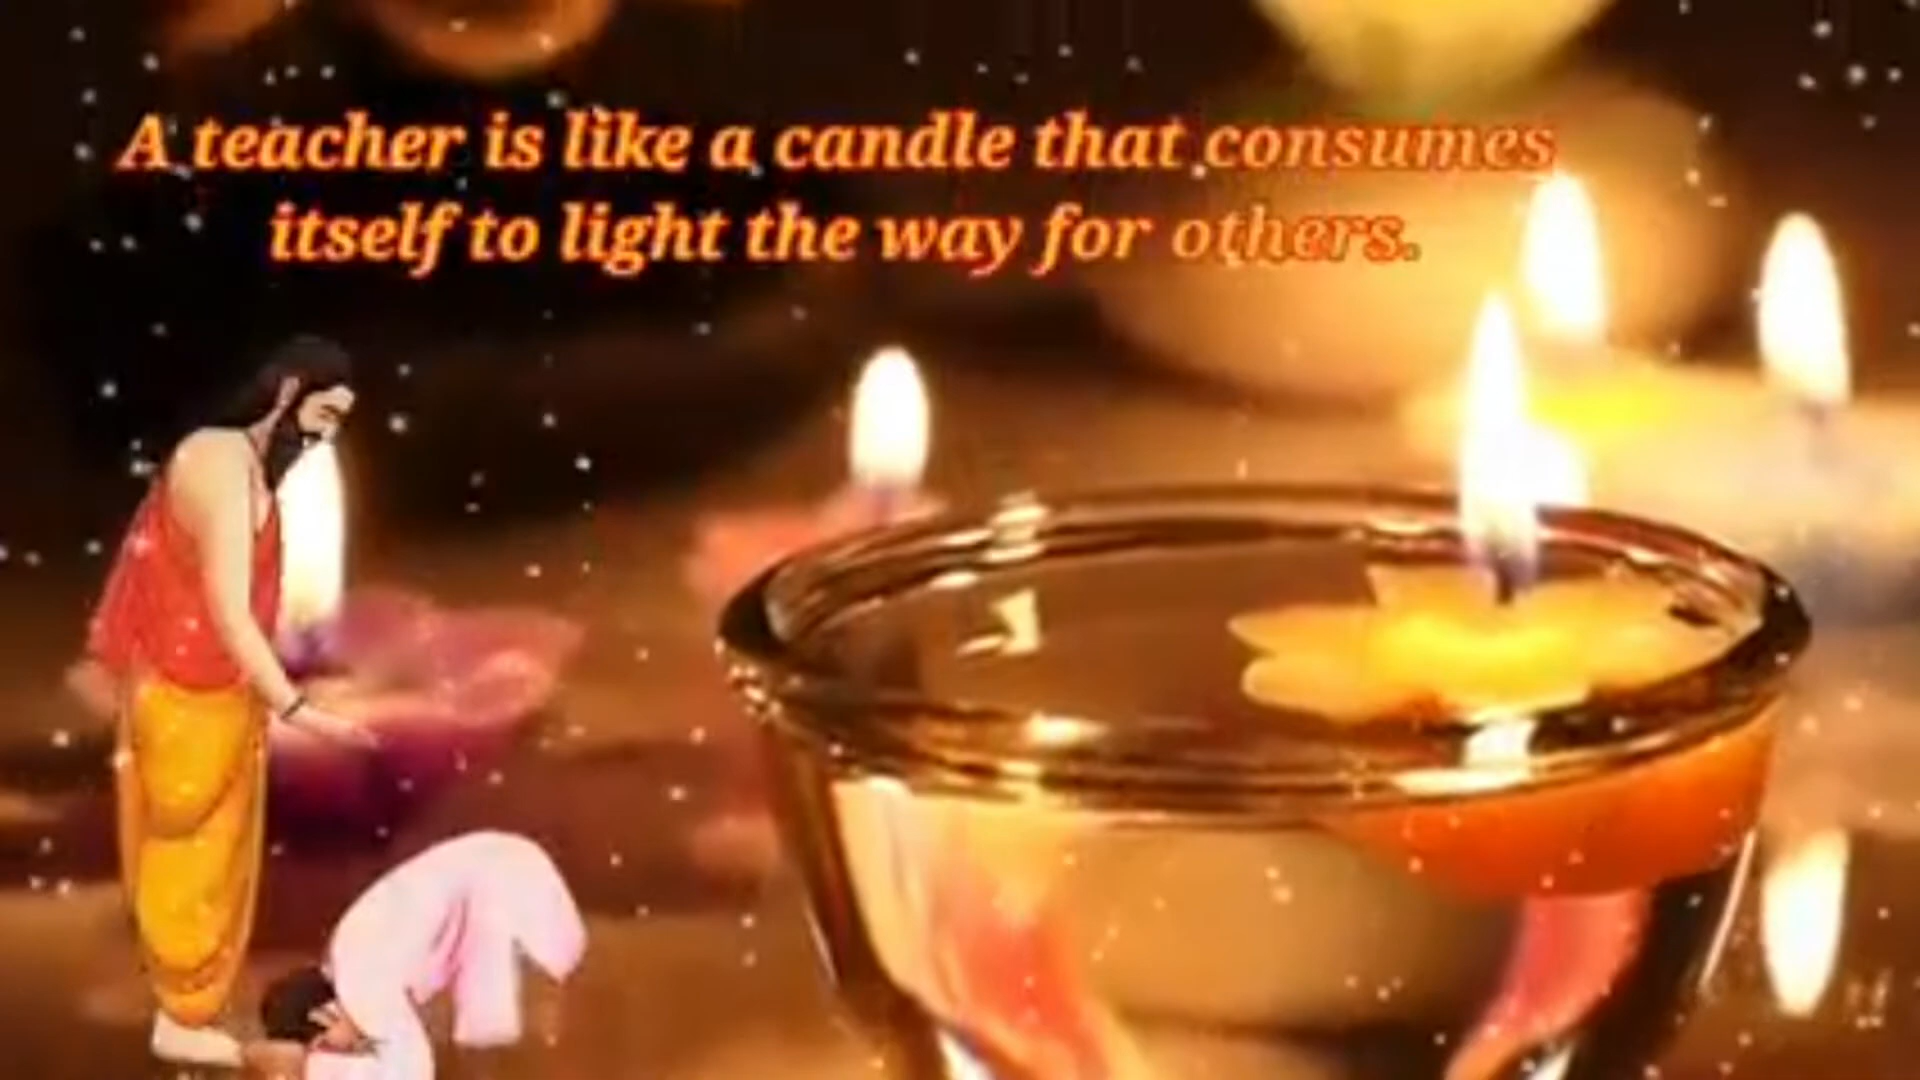 A teacher is like a candle that consumes
itself to light the way for others.